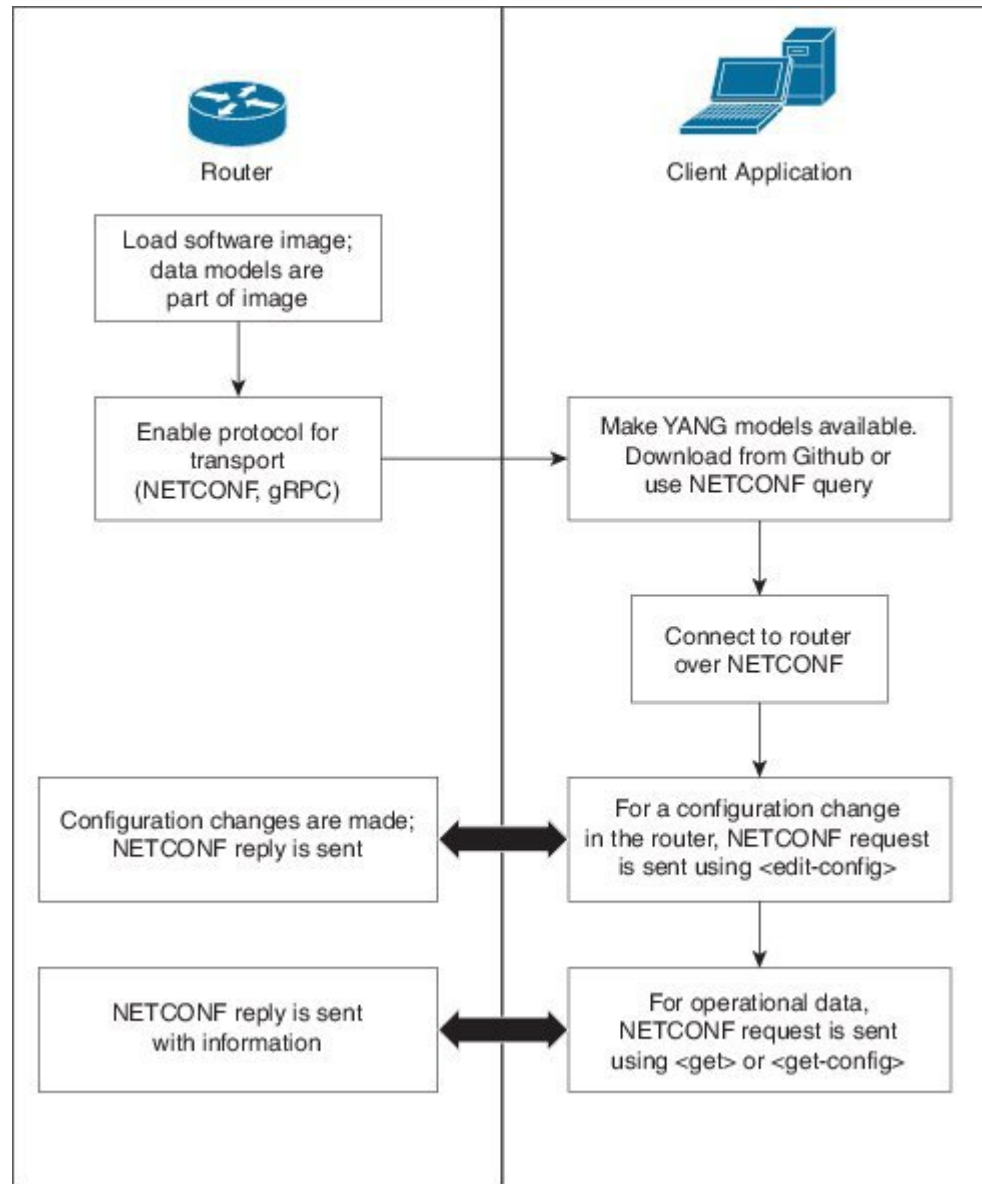 Router
Client Application
Load software image;
data models are
part of image
Enable protocol for
transport
(NETCONF, gRPC)
Make YANG models available.
Download from Github or
use NETCONF query
Connect to router
over NETCONF
Configuration changes are made;
NETCONF reply is sent
For a configuration change
in the router, NETCONF request
is sent using <edit-config>
NETCONF reply is sent
with information
For operational data,
NETCONF request is sent
using <get> or <get-config>